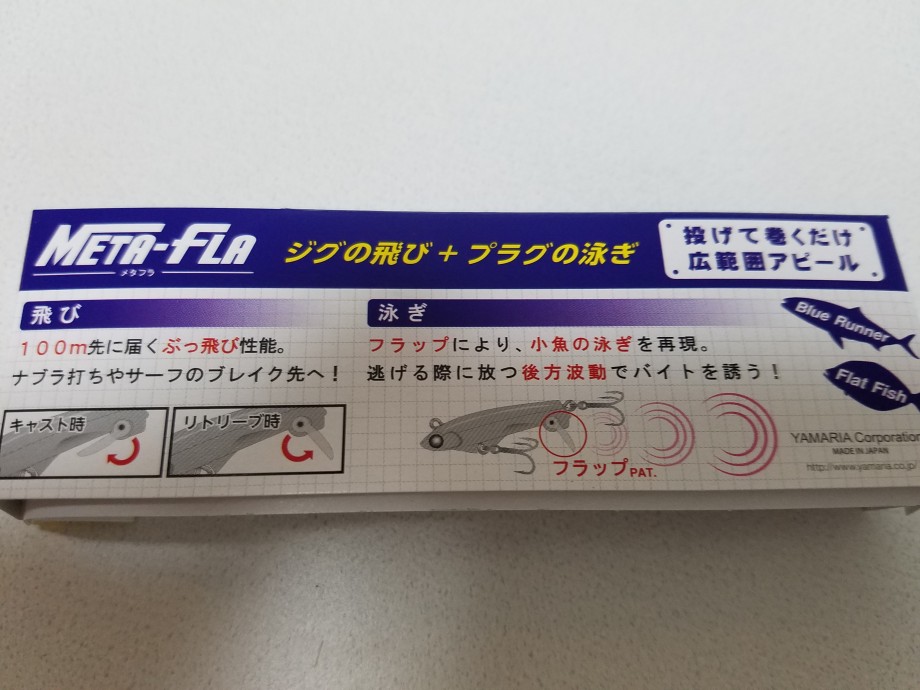 META-FLA
メタフラ
ジグの飛び + プラグの泳ぎ
投げて巻くだけ
広範囲アピール
飛び
100m先に届くぶっ飛び性能。
ナブラ打ちやサーフのブレイク先へ！
キャスト時
リトリーブ時
泳ぎ
フラップにより、小魚の泳ぎを再現。
逃げる際に放つ後方波動でバイトを誘う！
フラップPAT.
Blue Runner
Flat Fish
YAMARIA Corporation
MADE IN JAPAN
http://www.yamaria.co.jp/